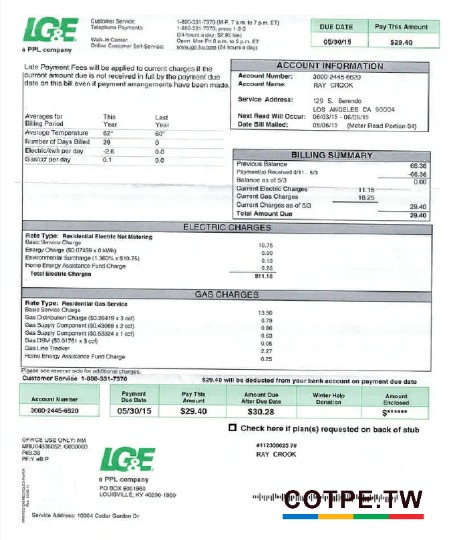 LG&E
a PPL company
Customer Service: 1-800-331-7370 (M-F, 7 a.m. to 7 p.m. ET)
Telephone Payments: 1-800-331-7370, press 1-2-3
(24 hours a day; $2.95 fee)
Walk-In Center: Open Mon-Fri 9 a.m. to 5 p.m. ET
Online Customer Self-Service: www.lge-ku.com (24 hours a day)
DUE DATE Pay This Amount
05/30/15 $29.40
Late Payment Fees will be applied to current charges if the
current amount due is not received in full by the payment due
date on this bill even if payment arrangements have been made.
ACCOUNT INFORMATION
Account Number: 3000-2445-6620
Account Name: RAY CROOK
Service Address: 129 S. Berendo
LOS ANGELES CA 90004
Next Read Will Occur: 06/03/15 - 06/05/15
Date Bill Mailed: 05/06/15 (Meter Read Portion 04)
Averages for Billing Period This Year Last Year
Average Temperature 62° 60°
Number of Days Billed 29 0
Electric/kwh per day -2.6 0.0
Gas/ccf per day 0.1 0.0
BILLING SUMMARY
Previous Balance 66.36
Payment(s) Received 4/11 - 5/3 -66.36
Balance as of 5/3 0.00
Current Electric Charges 11.15
Current Gas Charges 18.25
Current Charges as of 5/3 29.40
Total Amount Due 29.40
ELECTRIC CHARGES
Rate Type: Residential Electric Net Metering
Basic Service Charge 10.75
Energy Charge ($0.07439 x 0 kWh) 0.00
Environmental Surcharge (1.360% x $10.75) 0.15
Home Energy Assistance Fund Charge 0.25
Total Electric Charges $11.15
GAS CHARGES
Rate Type: Residential Gas Service
Basic Service Charge 13.50
Gas Distribution Charge ($0.26419 x 3 ccf) 0.79
Gas Supply Component ($0.43069 x 2 ccf) 0.86
Gas Supply Component ($0.53324 x 1 ccf) 0.53
Gas DSM ($0.01761 x 3 ccf) 0.05
Gas Line Tracker 2.27
Home Energy Assistance Fund Charge 0.25
Please see reverse side for additional charges.
Customer Service 1-800-331-7370 $29.40 will be deducted from your bank account on payment due date
Account Number Payment Due Date Pay This Amount Amount Due After Due Date Winter Help Donation Amount Enclosed
3000-2445-6620 05/30/15 $29.40 $30.28 $******
Check here if plan(s) requested on back of stub
OFFICE USE ONLY: NM
P68.36
LG&E
a PPL company
PO BOX 9001960
LOUISVILLE, KY 40290-1960
#112300020 7#
RAY CROOK
Service Address: 10064 Cedar Garden Dr
COTPE.TW